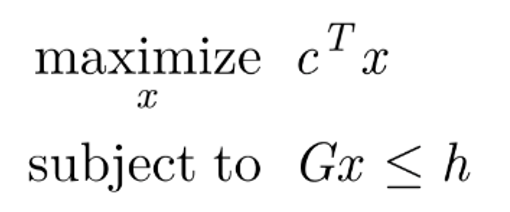 maximize c^T x
x
subject to Gx ≤ h